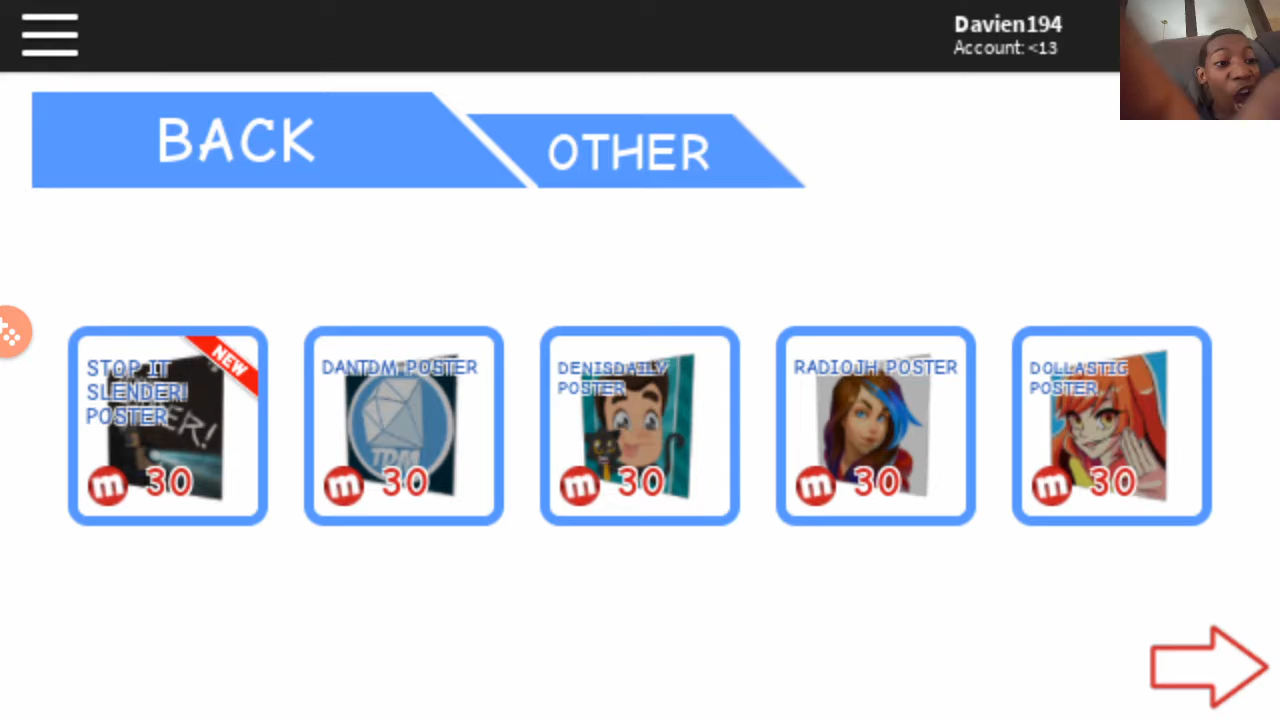 Davien194
Account: <13
BACK
OTHER
NEW
STOP IT
SLENDER!
POSTER
m 30
DANTDM POSTER
TDM
m 30
DENISDAILY
POSTER
m 30
RADIOJH POSTER
m 30
DOLLASTIC
POSTER
m 30